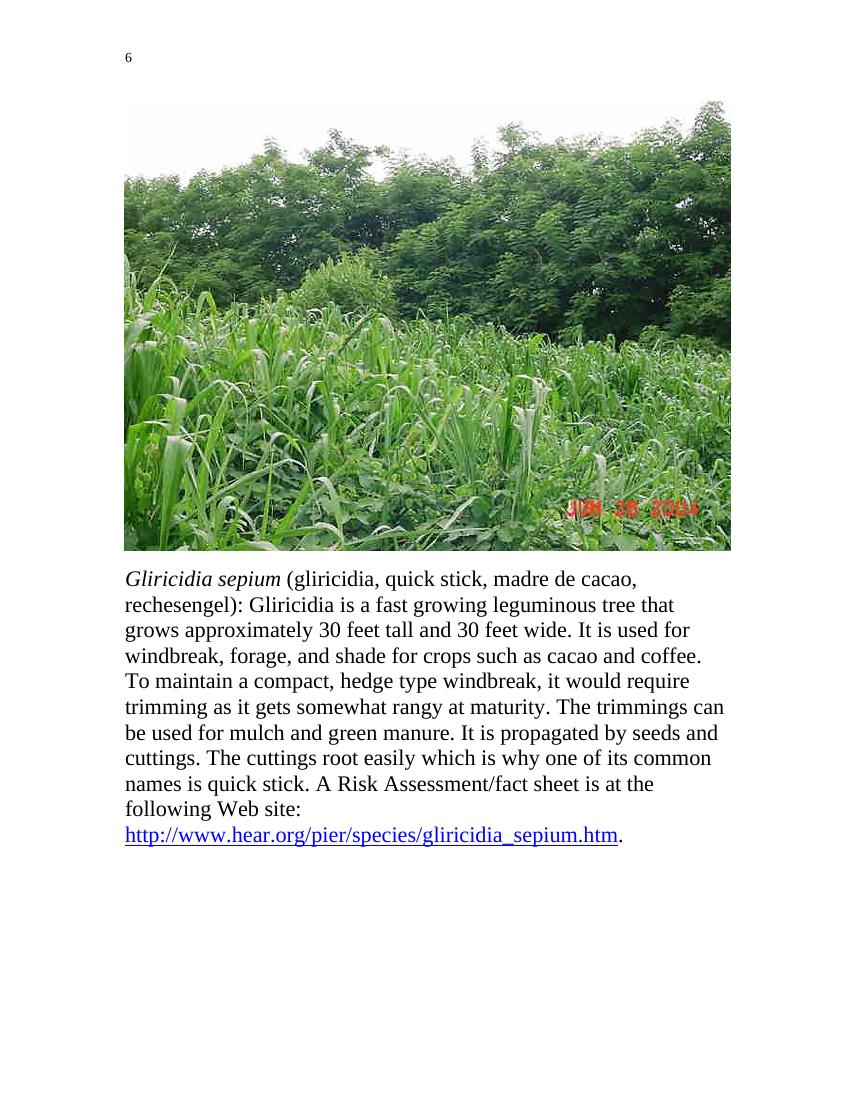 6
JUN 26 2004
Gliricidia sepium (gliricidia, quick stick, madre de cacao,
rechesengel): Gliricidia is a fast growing leguminous tree that
grows approximately 30 feet tall and 30 feet wide. It is used for
windbreak, forage, and shade for crops such as cacao and coffee.
To maintain a compact, hedge type windbreak, it would require
trimming as it gets somewhat rangy at maturity. The trimmings can
be used for mulch and green manure. It is propagated by seeds and
cuttings. The cuttings root easily which is why one of its common
names is quick stick. A Risk Assessment/fact sheet is at the
following Web site:
http://www.hear.org/pier/species/gliricidia_sepium.htm.